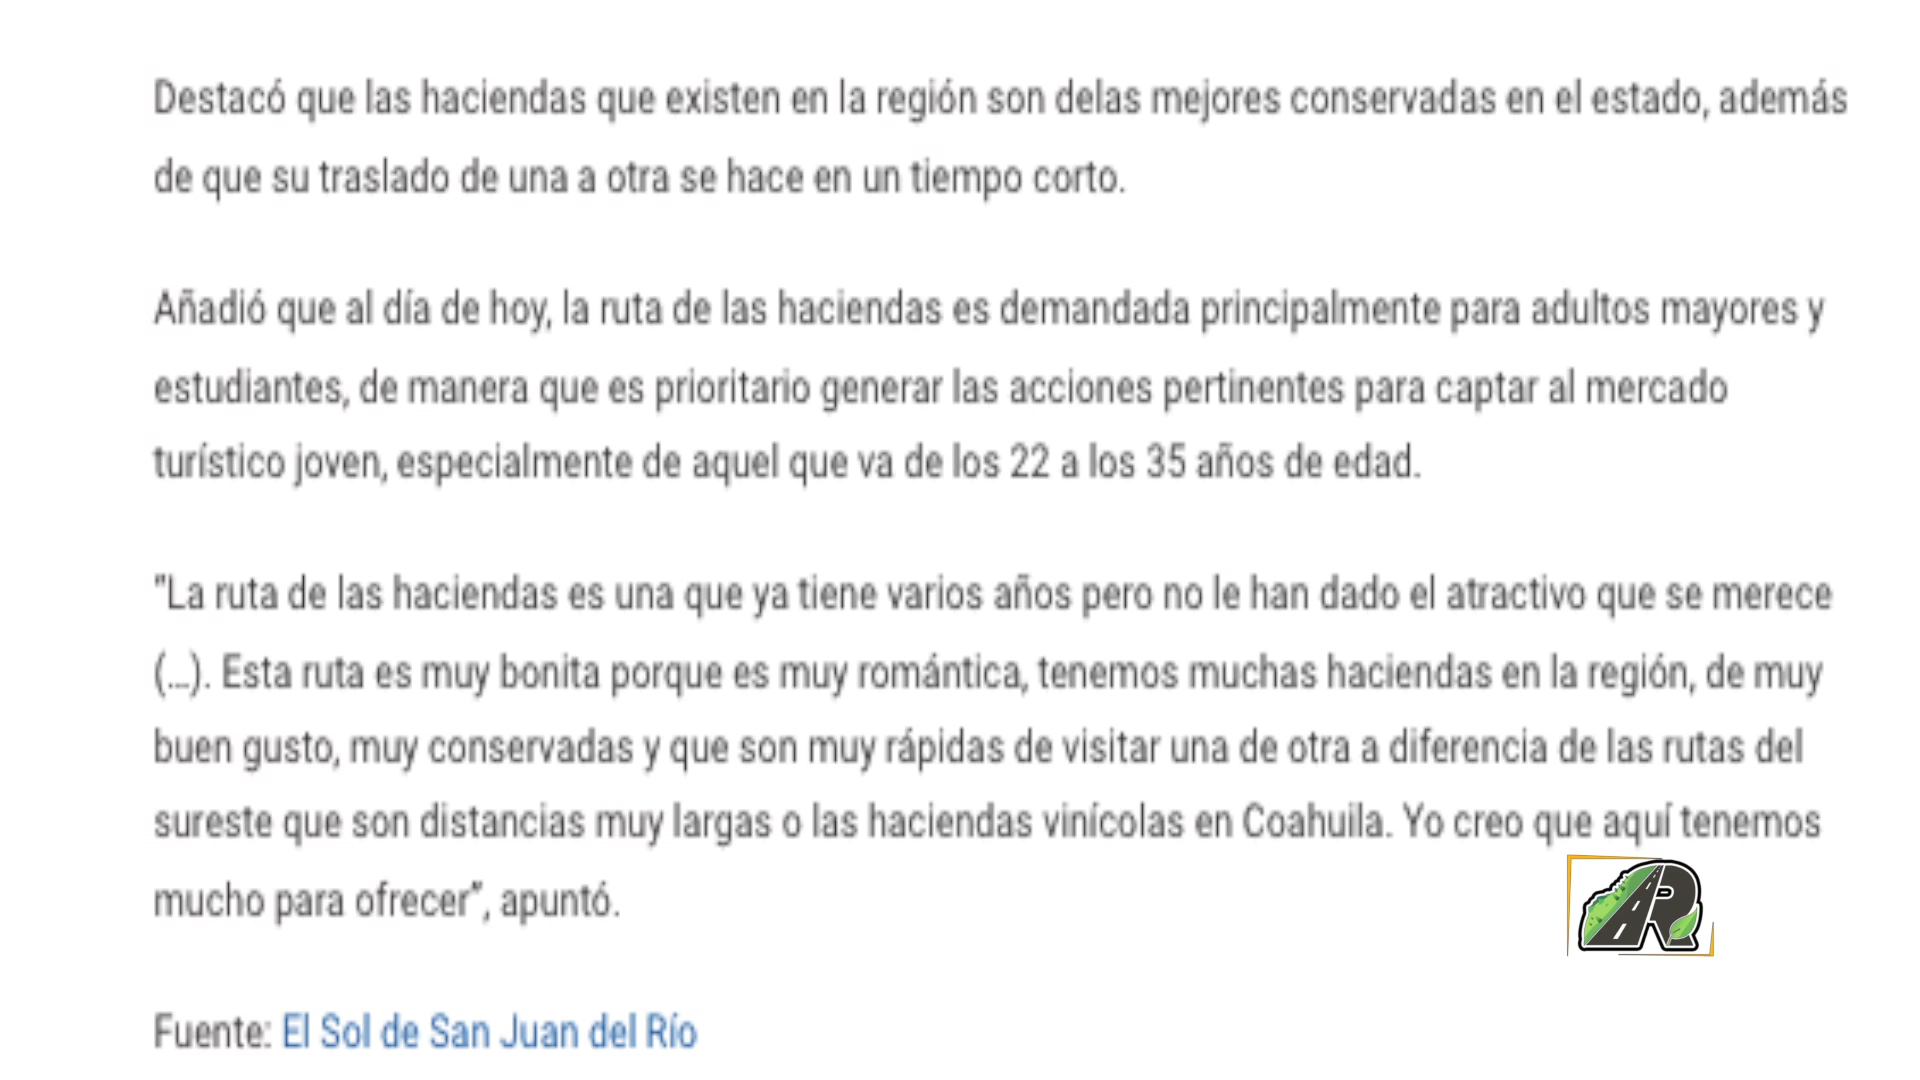 Destacó que las haciendas que existen en la región son delas mejores conservadas en el estado, además
de que su traslado de una a otra se hace en un tiempo corto.
Añadió que al día de hoy, la ruta de las haciendas es demandada principalmente para adultos mayores y
estudiantes, de manera que es prioritario generar las acciones pertinentes para captar al mercado
turístico joven, especialmente de aquel que va de los 22 a los 35 años de edad.
"La ruta de las haciendas es una que ya tiene varios años pero no le han dado el atractivo que se merece
(…). Esta ruta es muy bonita porque es muy romántica, tenemos muchas haciendas en la región, de muy
buen gusto, muy conservadas y que son muy rápidas de visitar una de otra a diferencia de las rutas del
sureste que son distancias muy largas o las haciendas vinícolas en Coahuila. Yo creo que aquí tenemos
mucho para ofrecer”, apuntó.
R
Fuente: El Sol de San Juan del Río